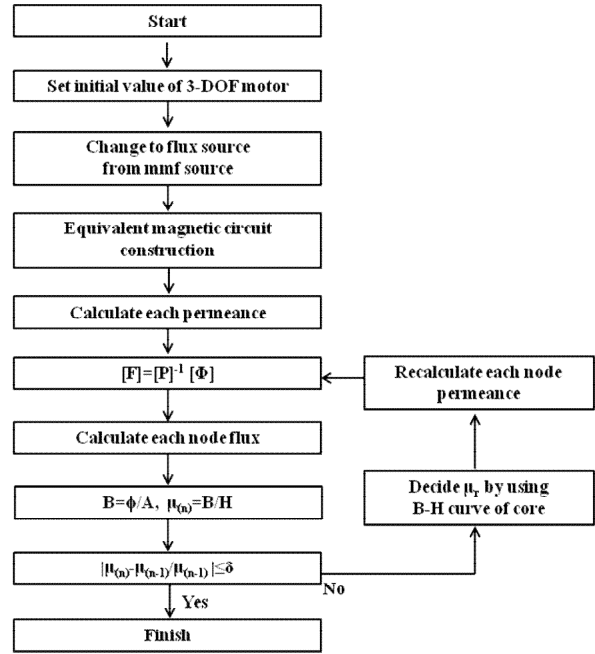 Start
Set initial value of 3-DOF motor
Change to flux source
from mmf source
Equivalent magnetic circuit
construction
Calculate each permeance
[F]=[P]-1 [Φ]
Recalculate each node
permeance
Calculate each node flux
B=ϕ/A, μ(n)=B/H
Decide μr by using
B-H curve of core
|μ(n)-μ(n-1)/μ(n-1)|≤δ
No
Yes
Finish